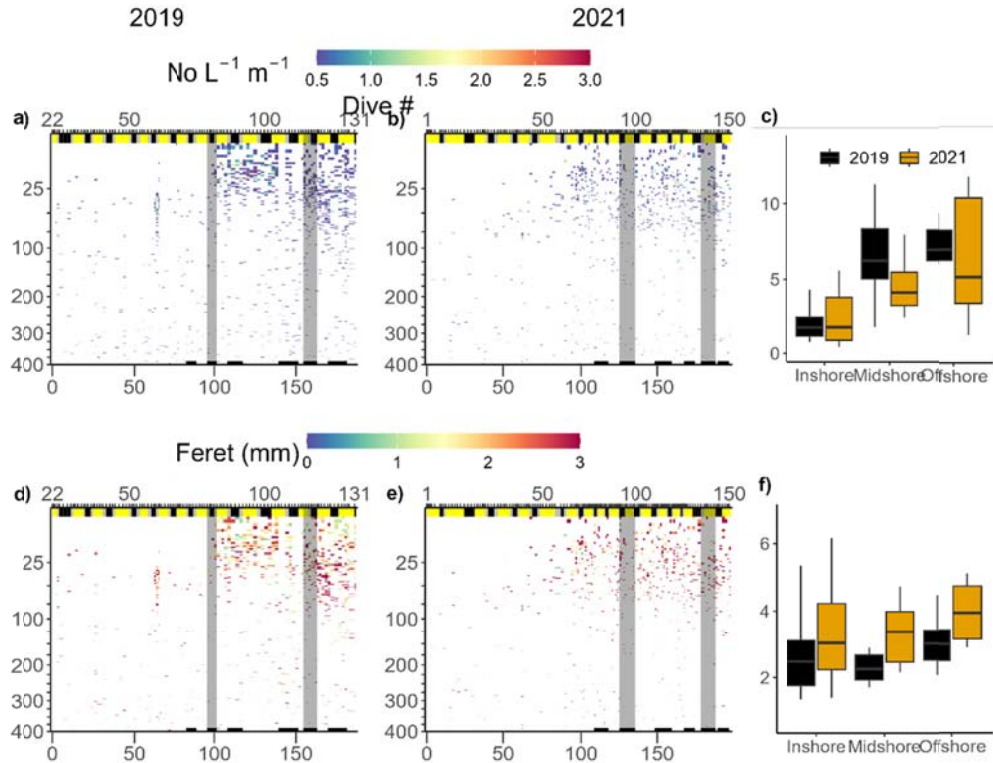 2019 2021
No L⁻¹ m⁻¹
0.5 1.0 1.5 2.0 2.5 3.0
Dive #
a) 22 50 100 131
25
100
200
300
400
0 50 100 150
b) 1 50 100 150
25
100
200
300
400
0 50 100 150
c)
2019 2021
10
5
0
Inshore Midshore Offshore
Feret (mm)
0 1 2 3
d) 22 50 100 131
25
100
200
300
400
0 50 100 150
e) 1 50 100 150
25
100
200
300
400
0 50 100 150
f)
6
4
2
Inshore Midshore Offshore